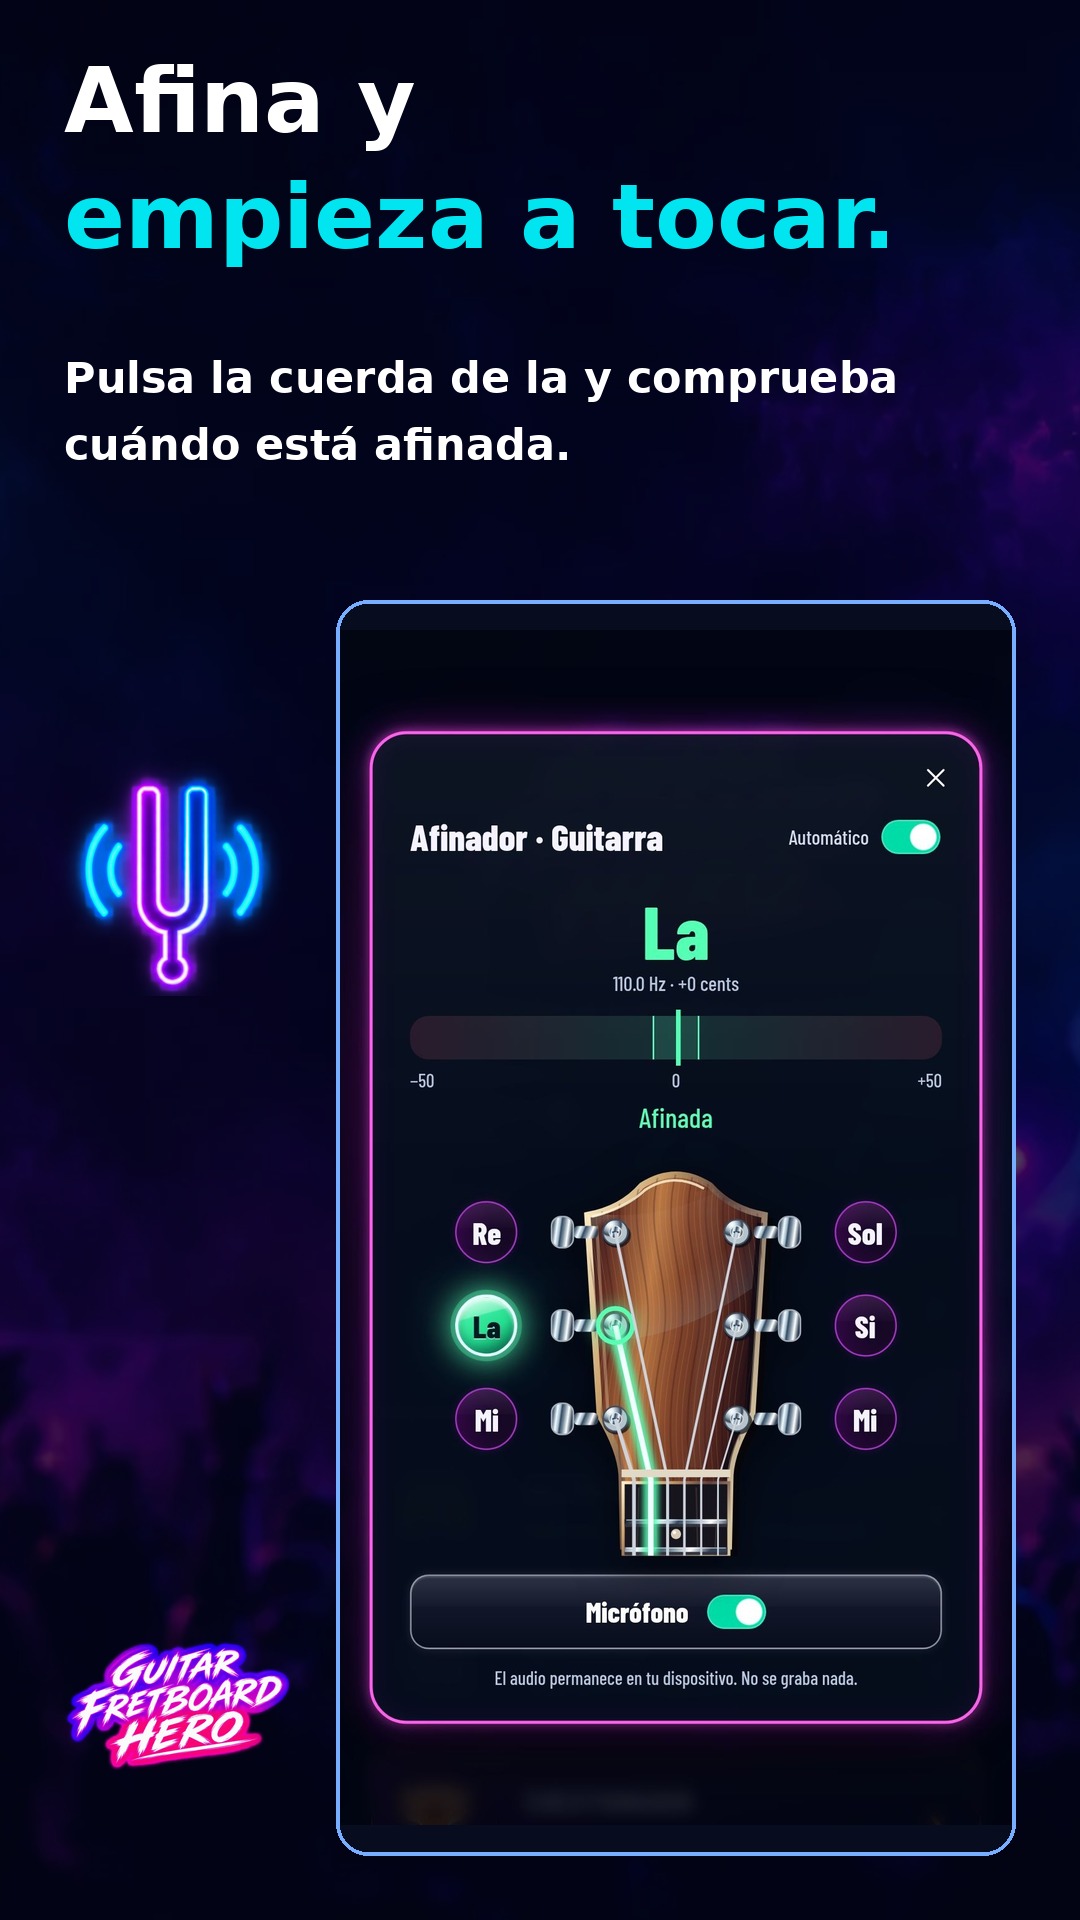 Afina y
empieza a tocar.
Pulsa la cuerda de la y comprueba
cuándo está afinada.
Afinador · Guitarra
Automático
La
110.0 Hz · +0 cents
−50 0 +50
Afinada
Re Sol
La Si
Mi Mi
Micrófono
El audio permanece en tu dispositivo. No se graba nada.
GUITAR
FRETBOARD
HERO